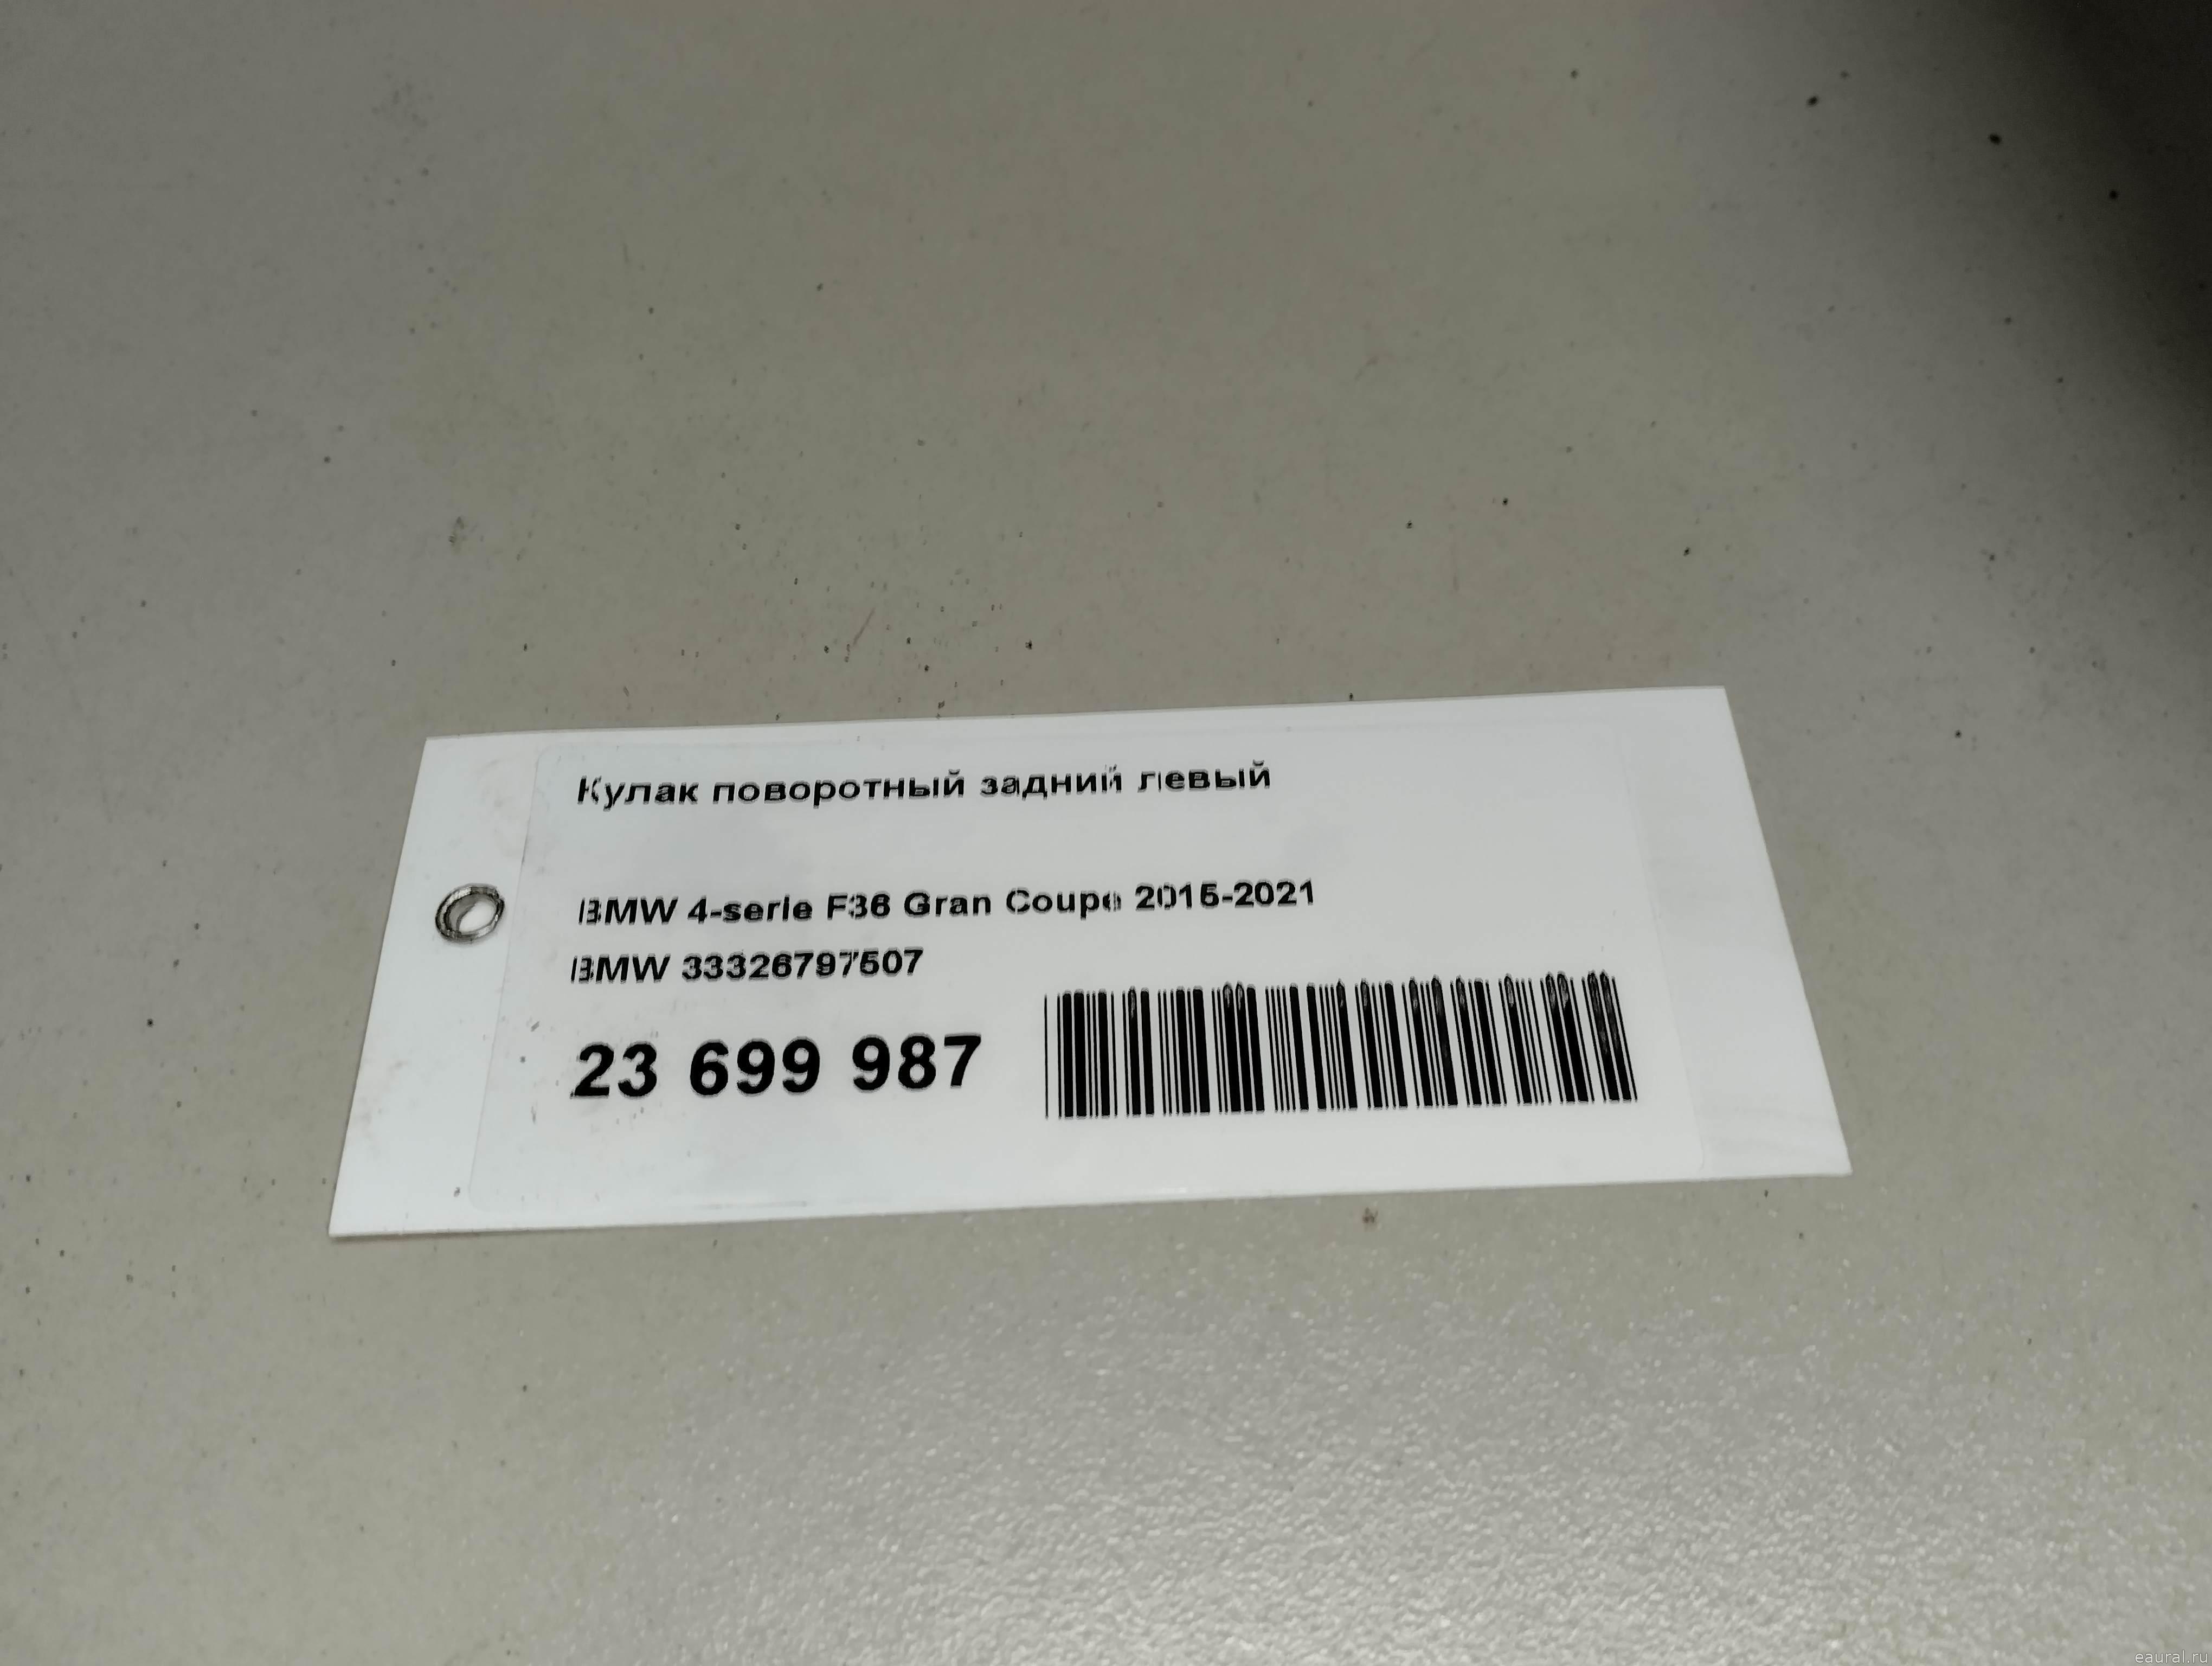 Кулак поворотный задний левый
BMW 4-serie F36 Gran Coupe 2015-2021
BMW 33326797507
23 699 987
eaural.ru